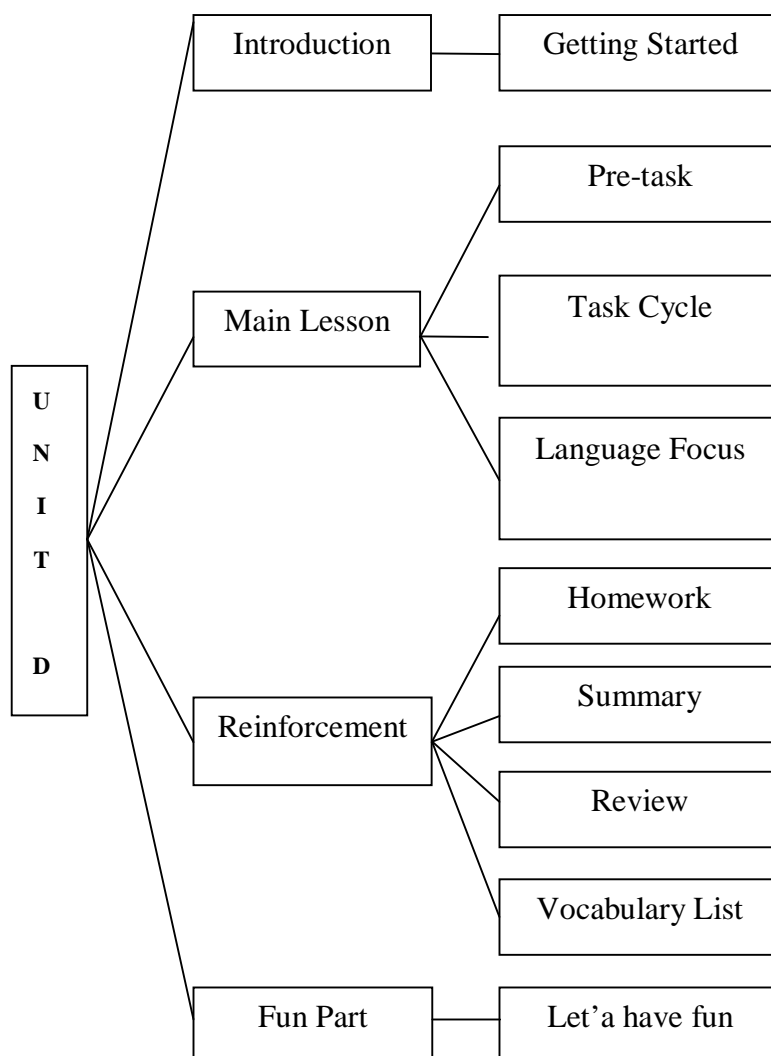 Introduction
Getting Started
Pre-task
Main Lesson
Task Cycle
Language Focus
U
N
I
T
D
Homework
Summary
Reinforcement
Review
Vocabulary List
Fun Part
Let'a have fun